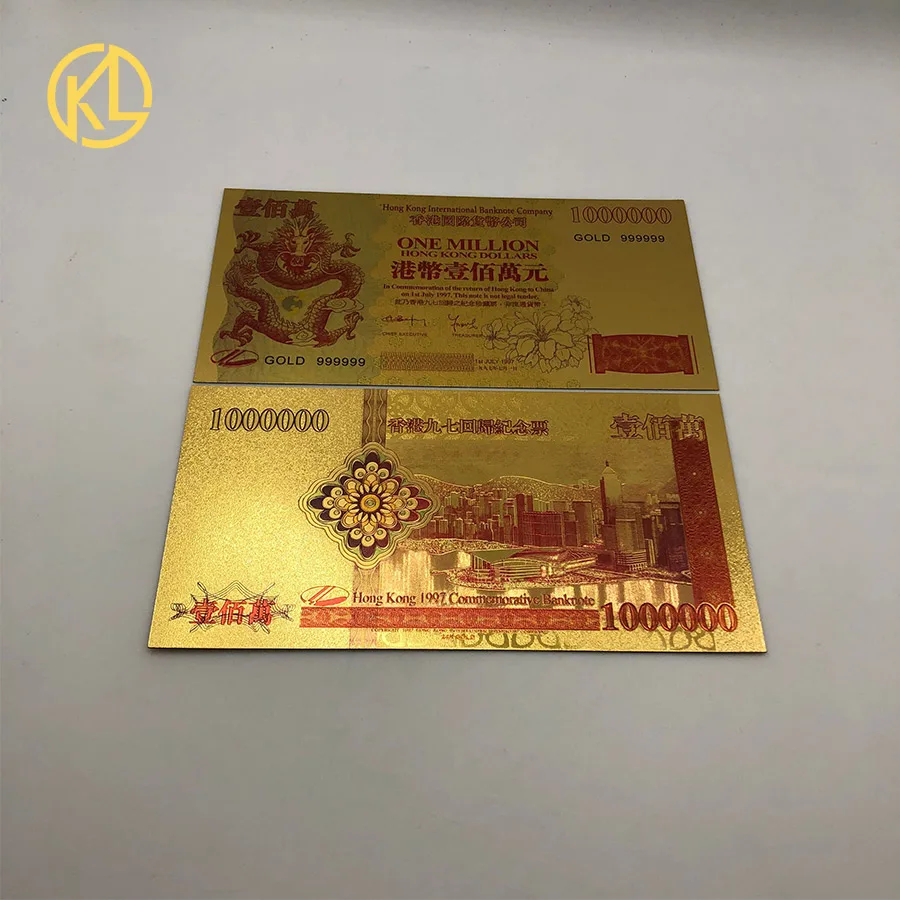 KL
壹佰萬
Hong Kong International Banknote Company
1000000
香港國際貨幣公司
GOLD 999999
ONE MILLION
HONG KONG DOLLARS
港幣壹佰萬元
In Commemoration of the return of Hong Kong to China
on 1st July 1997. This note is not legal tender.
CHIEF EXECUTIVE
TREASURER
GOLD 999999
1ST JULY 1997
1000000
香港九七回歸紀念票
壹佰萬
壹佰萬
Hong Kong 1997 Commemorative Banknote
1000000